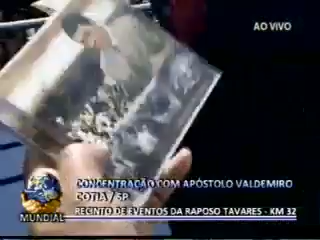 AO VIVO
CONCENTRAÇÃO COM APÓSTOLO VALDEMIRO
COTIA / SP
RECINTO DE EVENTOS DA RAPOSO TAVARES - KM 32
MUNDIAL